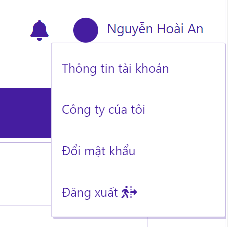 Nguyễn Hoài An
Thông tin tài khoản
Công ty của tôi
Đổi mật khẩu
Đăng xuất